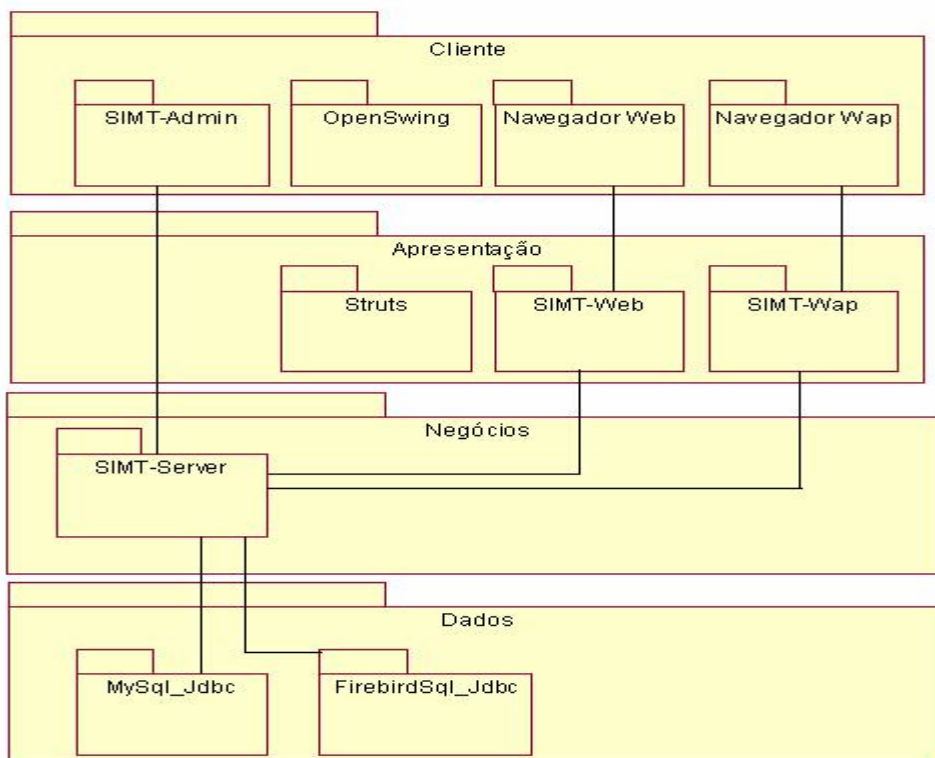 Cliente
SIMT-Admin
OpenSwing
Navegador Web
Navegador Wap
Apresentação
Struts
SIMT-Web
SIMT-Wap
Negócios
SIMT-Server
Dados
MySql_Jdbc
FirebirdSql_Jdbc